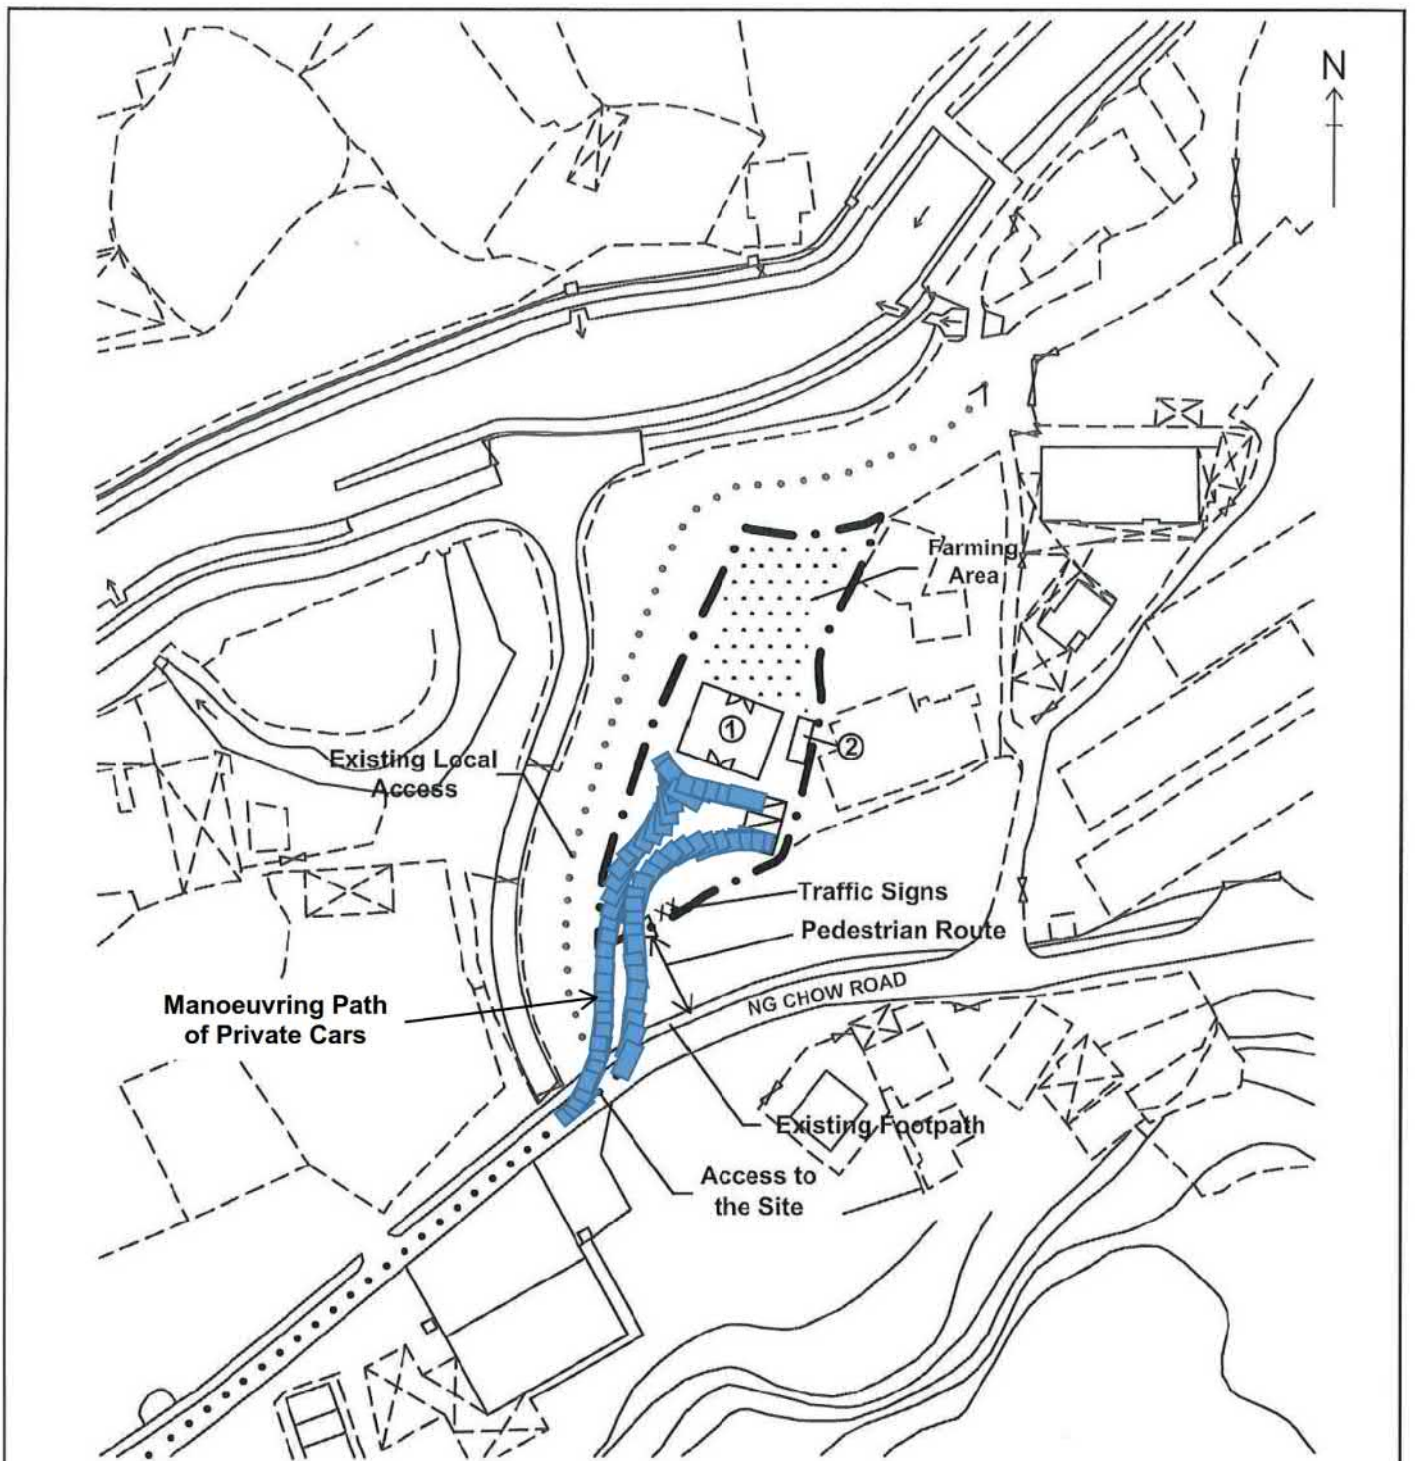 N
Farming
Area
①
②
Existing Local
Access
Traffic Signs
Pedestrian Route
NG CHOW ROAD
Manoeuvring Path
of Private Cars
Existing Footpath
Access to
the Site